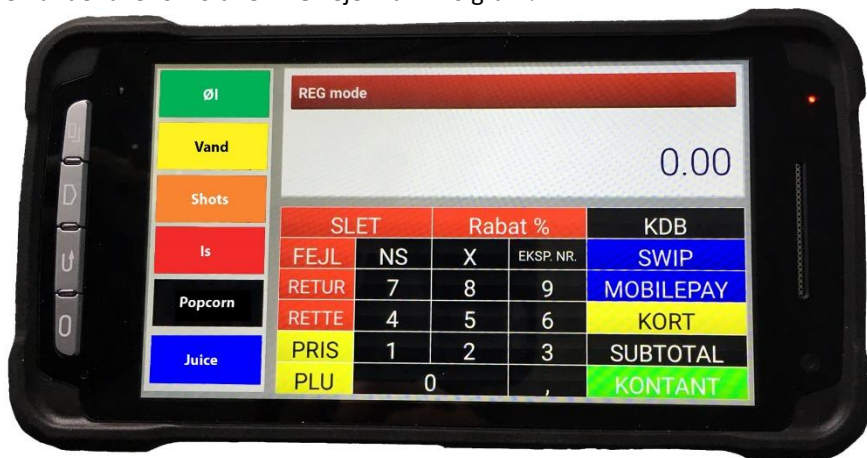 Øl
Vand
Shots
Is
Popcorn
Juice
REG mode
0.00
SLET Rabat % KDB
FEJL NS X EKSP. NR. SWIP
RETUR 7 8 9 MOBILEPAY
RETTE 4 5 6 KORT
PRIS 1 2 3 SUBTOTAL
PLU 0 , KONTANT